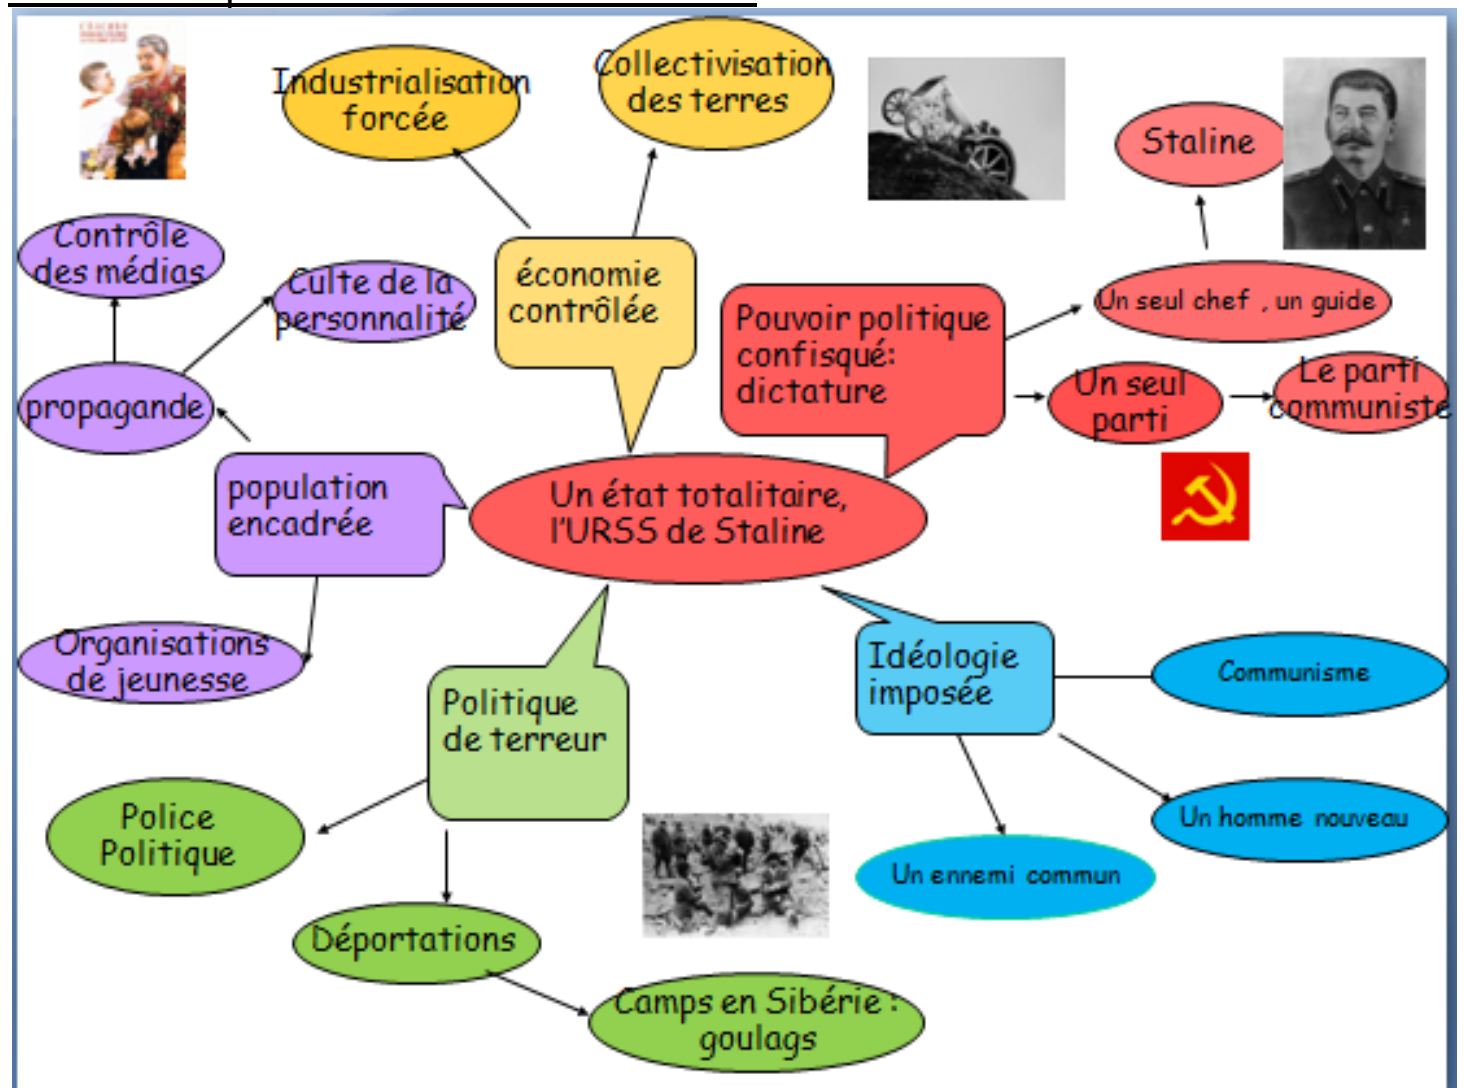 Industrialisation
forcée
Collectivisation
des terres
Staline
Contrôle
des médias
Culte de la
personnalité
économie
contrôlée
Pouvoir politique
confisqué:
dictature
Un seul chef , un guide
Un seul
parti
Le parti
communiste
propagande
population
encadrée
Un état totalitaire,
l'URSS de Staline
Organisations
de jeunesse
Politique
de terreur
Idéologie
imposée
Communisme
Police
Politique
Un homme nouveau
Un ennemi commun
Déportations
Camps en Sibérie :
goulags